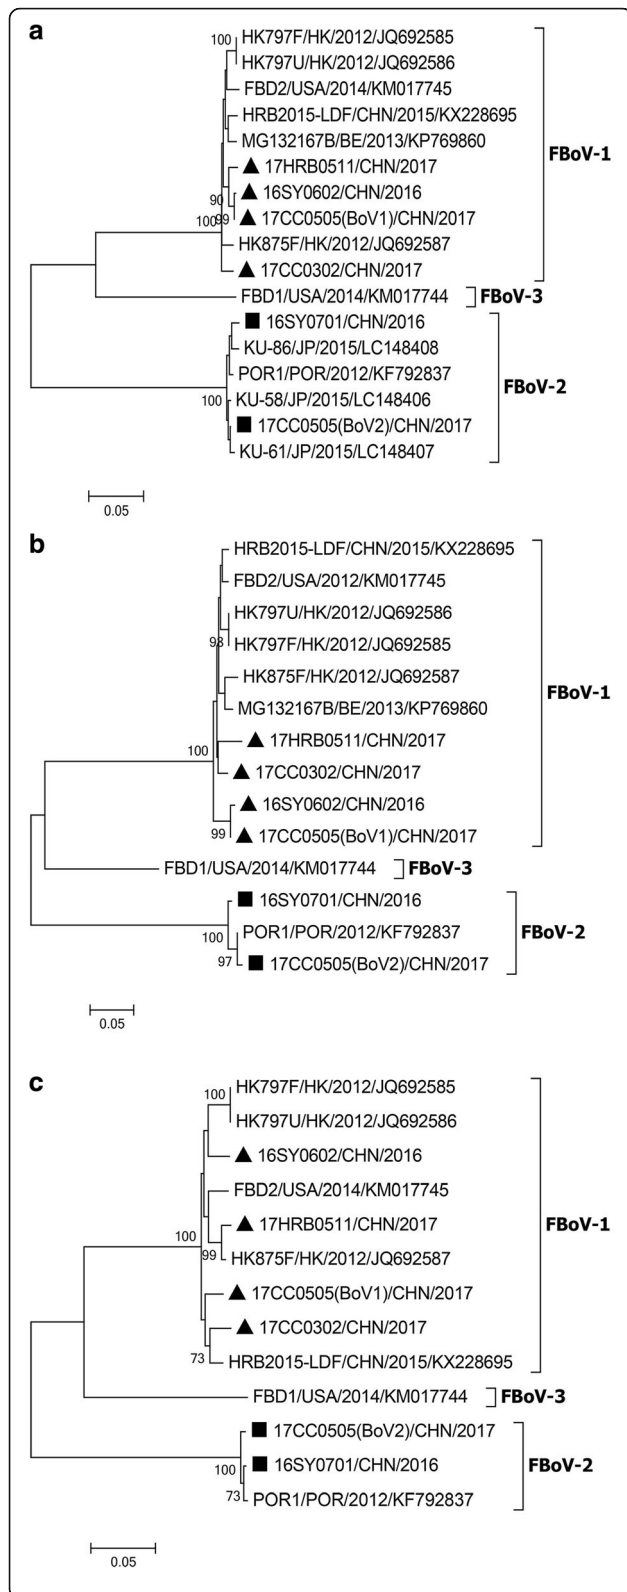 a
100
HK797F/HK/2012/JQ692585
HK797U/HK/2012/JQ692586
FBD2/USA/2014/KM017745
HRB2015-LDF/CHN/2015/KX228695
MG132167B/BE/2013/KP769860
FBoV-1
17HRB0511/CHN/2017
90
16SY0602/CHN/2016
100
99
17CC0505(BoV1)/CHN/2017
HK875F/HK/2012/JQ692587
17CC0302/CHN/2017
FBD1/USA/2014/KM017744
FBoV-3
16SY0701/CHN/2016
KU-86/JP/2015/LC148408
POR1/POR/2012/KF792837
FBoV-2
100
KU-58/JP/2015/LC148406
17CC0505(BoV2)/CHN/2017
KU-61/JP/2015/LC148407
0.05
b
HRB2015-LDF/CHN/2015/KX228695
FBD2/USA/2012/KM017745
HK797U/HK/2012/JQ692586
93
HK797F/HK/2012/JQ692585
HK875F/HK/2012/JQ692587
FBoV-1
MG132167B/BE/2013/KP769860
17HRB0511/CHN/2017
100
17CC0302/CHN/2017
16SY0602/CHN/2016
99
17CC0505(BoV1)/CHN/2017
FBD1/USA/2014/KM017744
FBoV-3
16SY0701/CHN/2016
100
POR1/POR/2012/KF792837
FBoV-2
97
17CC0505(BoV2)/CHN/2017
0.05
c
100
HK797F/HK/2012/JQ692585
HK797U/HK/2012/JQ692586
16SY0602/CHN/2016
FBD2/USA/2014/KM017745
17HRB0511/CHN/2017
FBoV-1
100
99
HK875F/HK/2012/JQ692587
17CC0505(BoV1)/CHN/2017
17CC0302/CHN/2017
73
HRB2015-LDF/CHN/2015/KX228695
FBD1/USA/2014/KM017744
FBoV-3
17CC0505(BoV2)/CHN/2017
100
16SY0701/CHN/2016
FBoV-2
73
POR1/POR/2012/KF792837
0.05